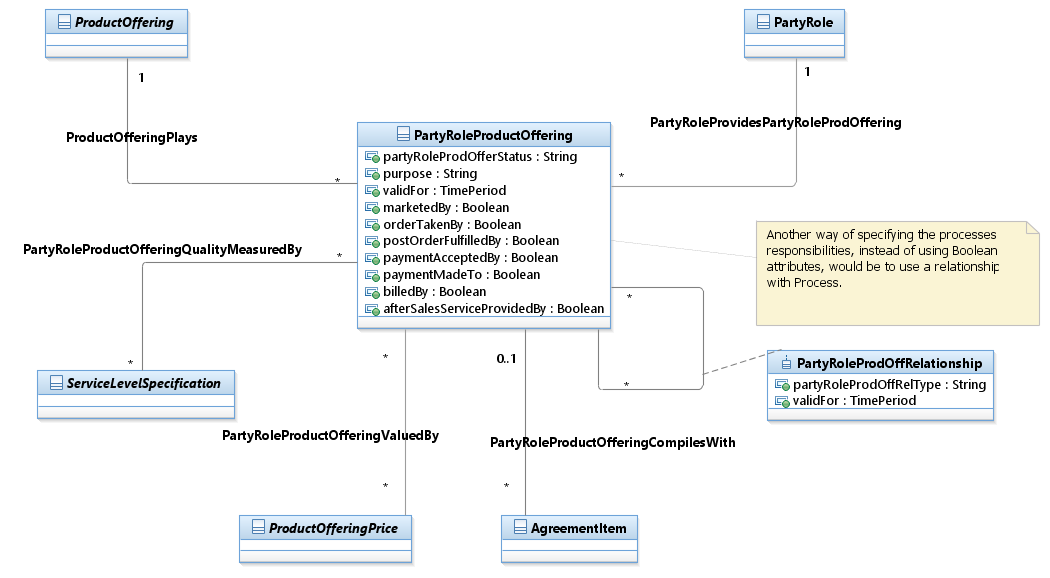 ProductOffering
PartyRole
1
1
ProductOfferingPlays
PartyRoleProvidesPartyRoleProdOffering
PartyRoleProductOffering
partyRoleProdOfferStatus : String
purpose : String
validFor : TimePeriod
marketedBy : Boolean
orderTakenBy : Boolean
postOrderFulfilledBy : Boolean
paymentAcceptedBy : Boolean
paymentMadeTo : Boolean
billedBy : Boolean
afterSalesServiceProvidedBy : Boolean
*
*
PartyRoleProductOfferingQualityMeasuredBy
*
Another way of specifying the processes
responsibilities, instead of using Boolean
attributes, would be to use a relationship
with Process.
*
*
*
0..1
*
ServiceLevelSpecification
PartyRoleProdOffRelationship
partyRoleProdOffRelType : String
validFor : TimePeriod
PartyRoleProductOfferingValuedBy
PartyRoleProductOfferingCompilesWith
*
*
ProductOfferingPrice
AgreementItem